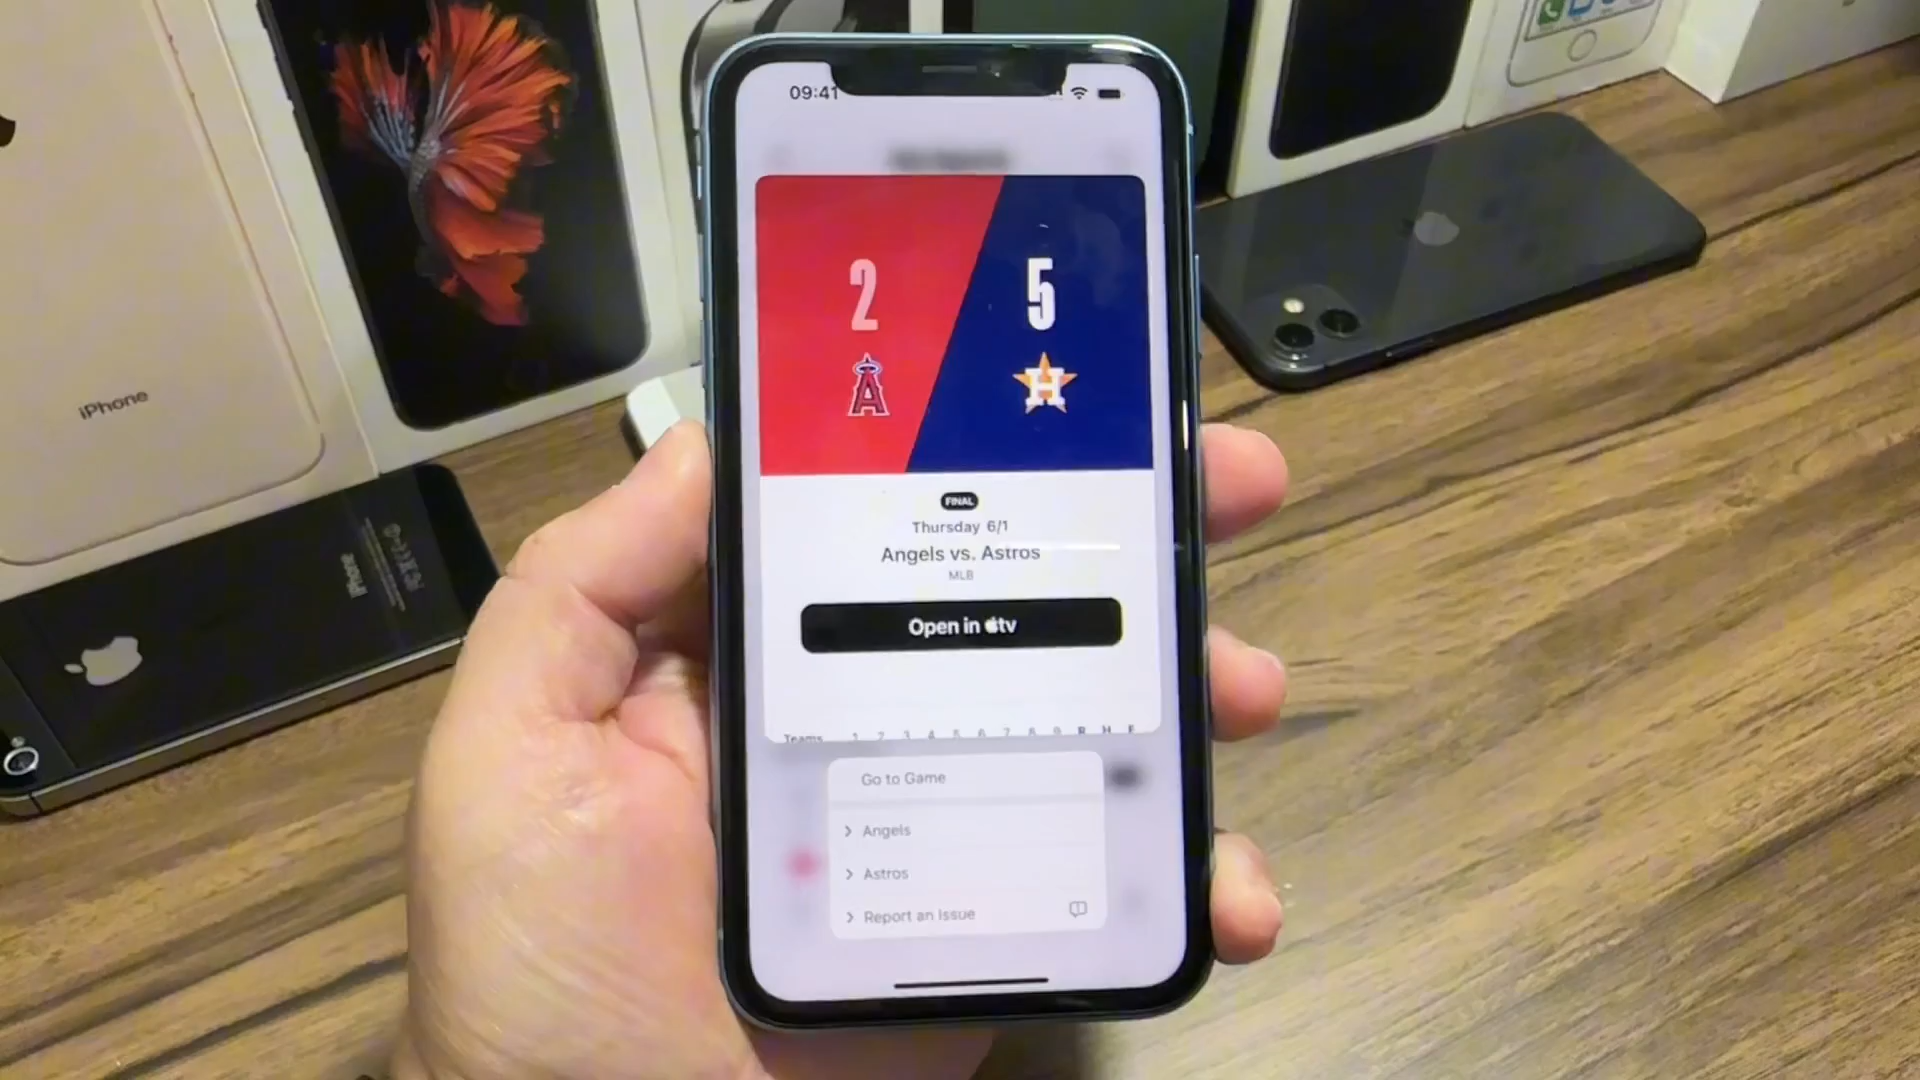 09:41
2
5
A
H
FINAL
Thursday 6/1
Angels vs. Astros
MLB
Open in tv
Teams 1 2 3 4 5 6 7 8 9 R H E
Go to Game
Angels
Astros
Report an Issue
iPhone
iPhone